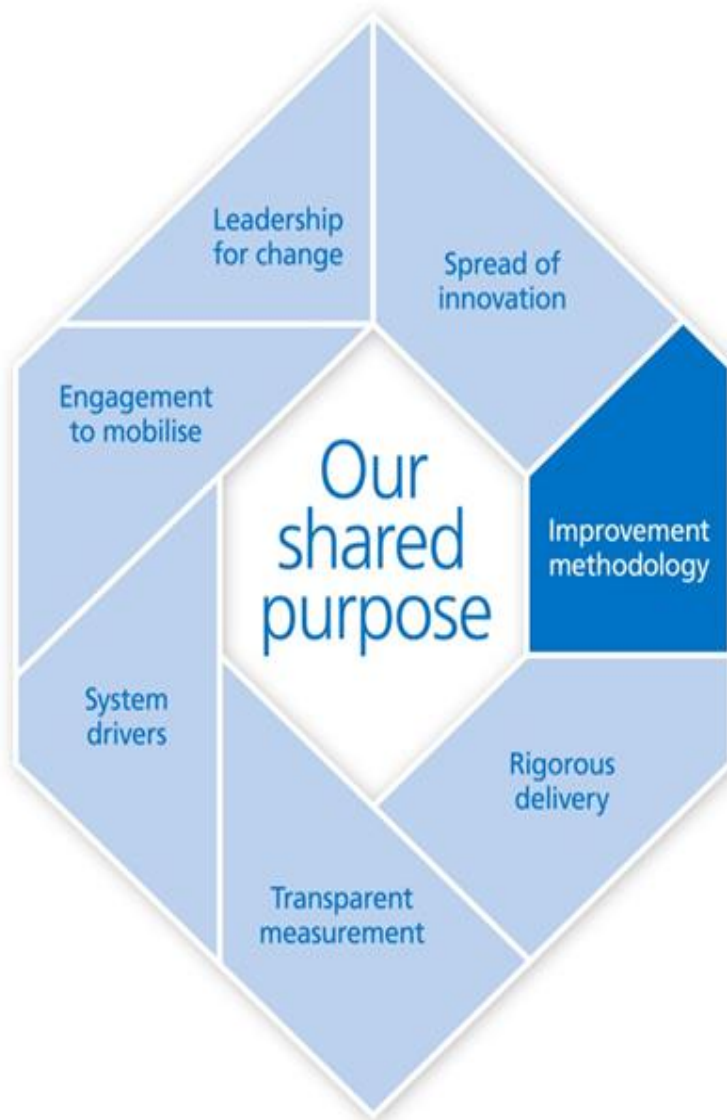 Leadership
for change
Spread of
innovation
Engagement
to mobilise
Our
shared
purpose
Improvement
methodology
System
drivers
Rigorous
delivery
Transparent
measurement